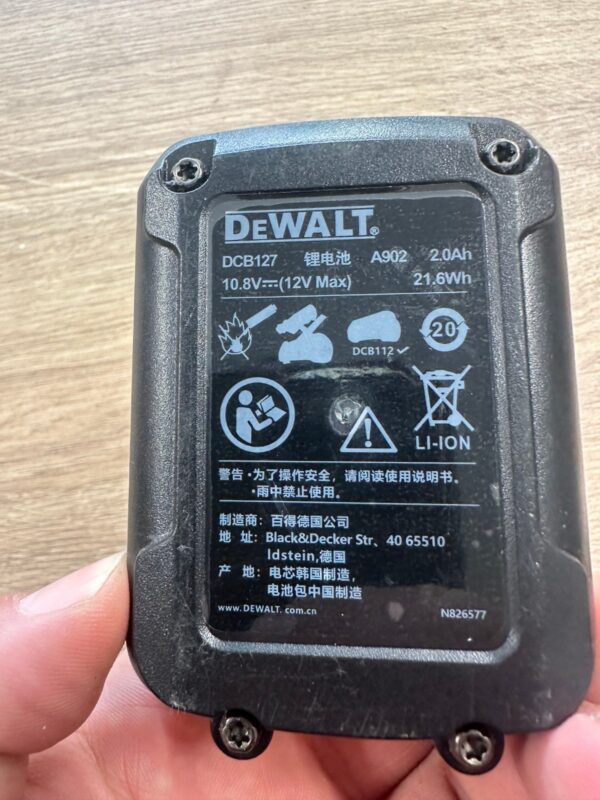 DEWALT®
DCB127 锂电池 A902 2.0Ah
10.8V⎓(12V Max) 21.6Wh
20
DCB112
LI-ION
警告·为了操作安全，请阅读使用说明书。
·雨中禁止使用。
制造商：百得德国公司
地 址：Black&Decker Str、40 65510
Idstein,德国
产 地：电芯韩国制造，
电池包中国制造
www.DEWALT.com.cn N826577